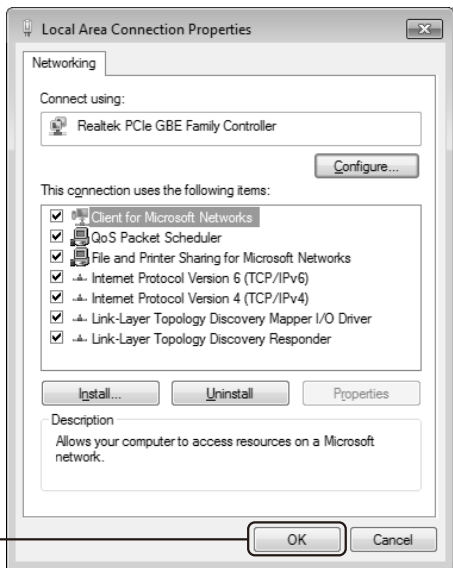 Local Area Connection Properties
Networking
Connect using:
Realtek PCIe GBE Family Controller
Configure...
This connection uses the following items:
Client for Microsoft Networks
QoS Packet Scheduler
File and Printer Sharing for Microsoft Networks
Internet Protocol Version 6 (TCP/IPv6)
Internet Protocol Version 4 (TCP/IPv4)
Link-Layer Topology Discovery Mapper I/O Driver
Link-Layer Topology Discovery Responder
Install... Uninstall Properties
Description
Allows your computer to access resources on a Microsoft
network.
OK Cancel